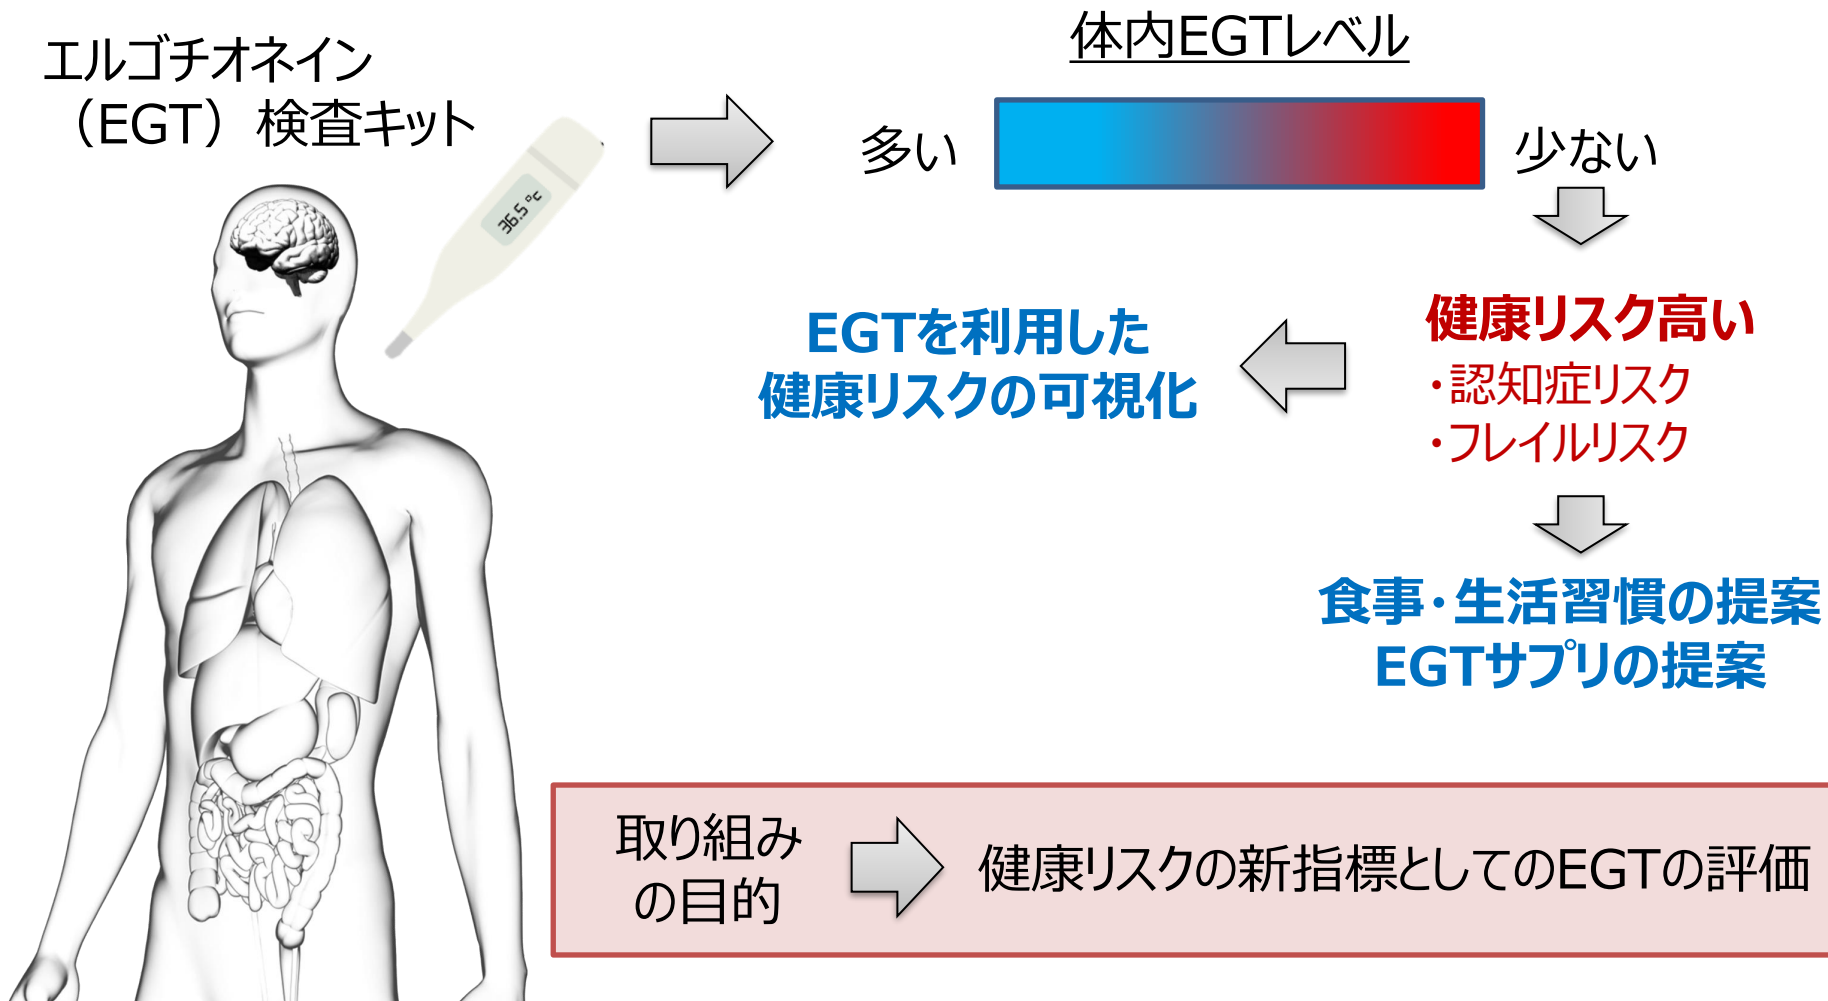 エルゴチオネイン
（EGT）検査キット
36.5 °c
体内EGTレベル
多い
少ない
健康リスク高い
・認知症リスク
・フレイルリスク
EGTを利用した
健康リスクの可視化
食事・生活習慣の提案
EGTサプリの提案
取り組み
の目的
健康リスクの新指標としてのEGTの評価